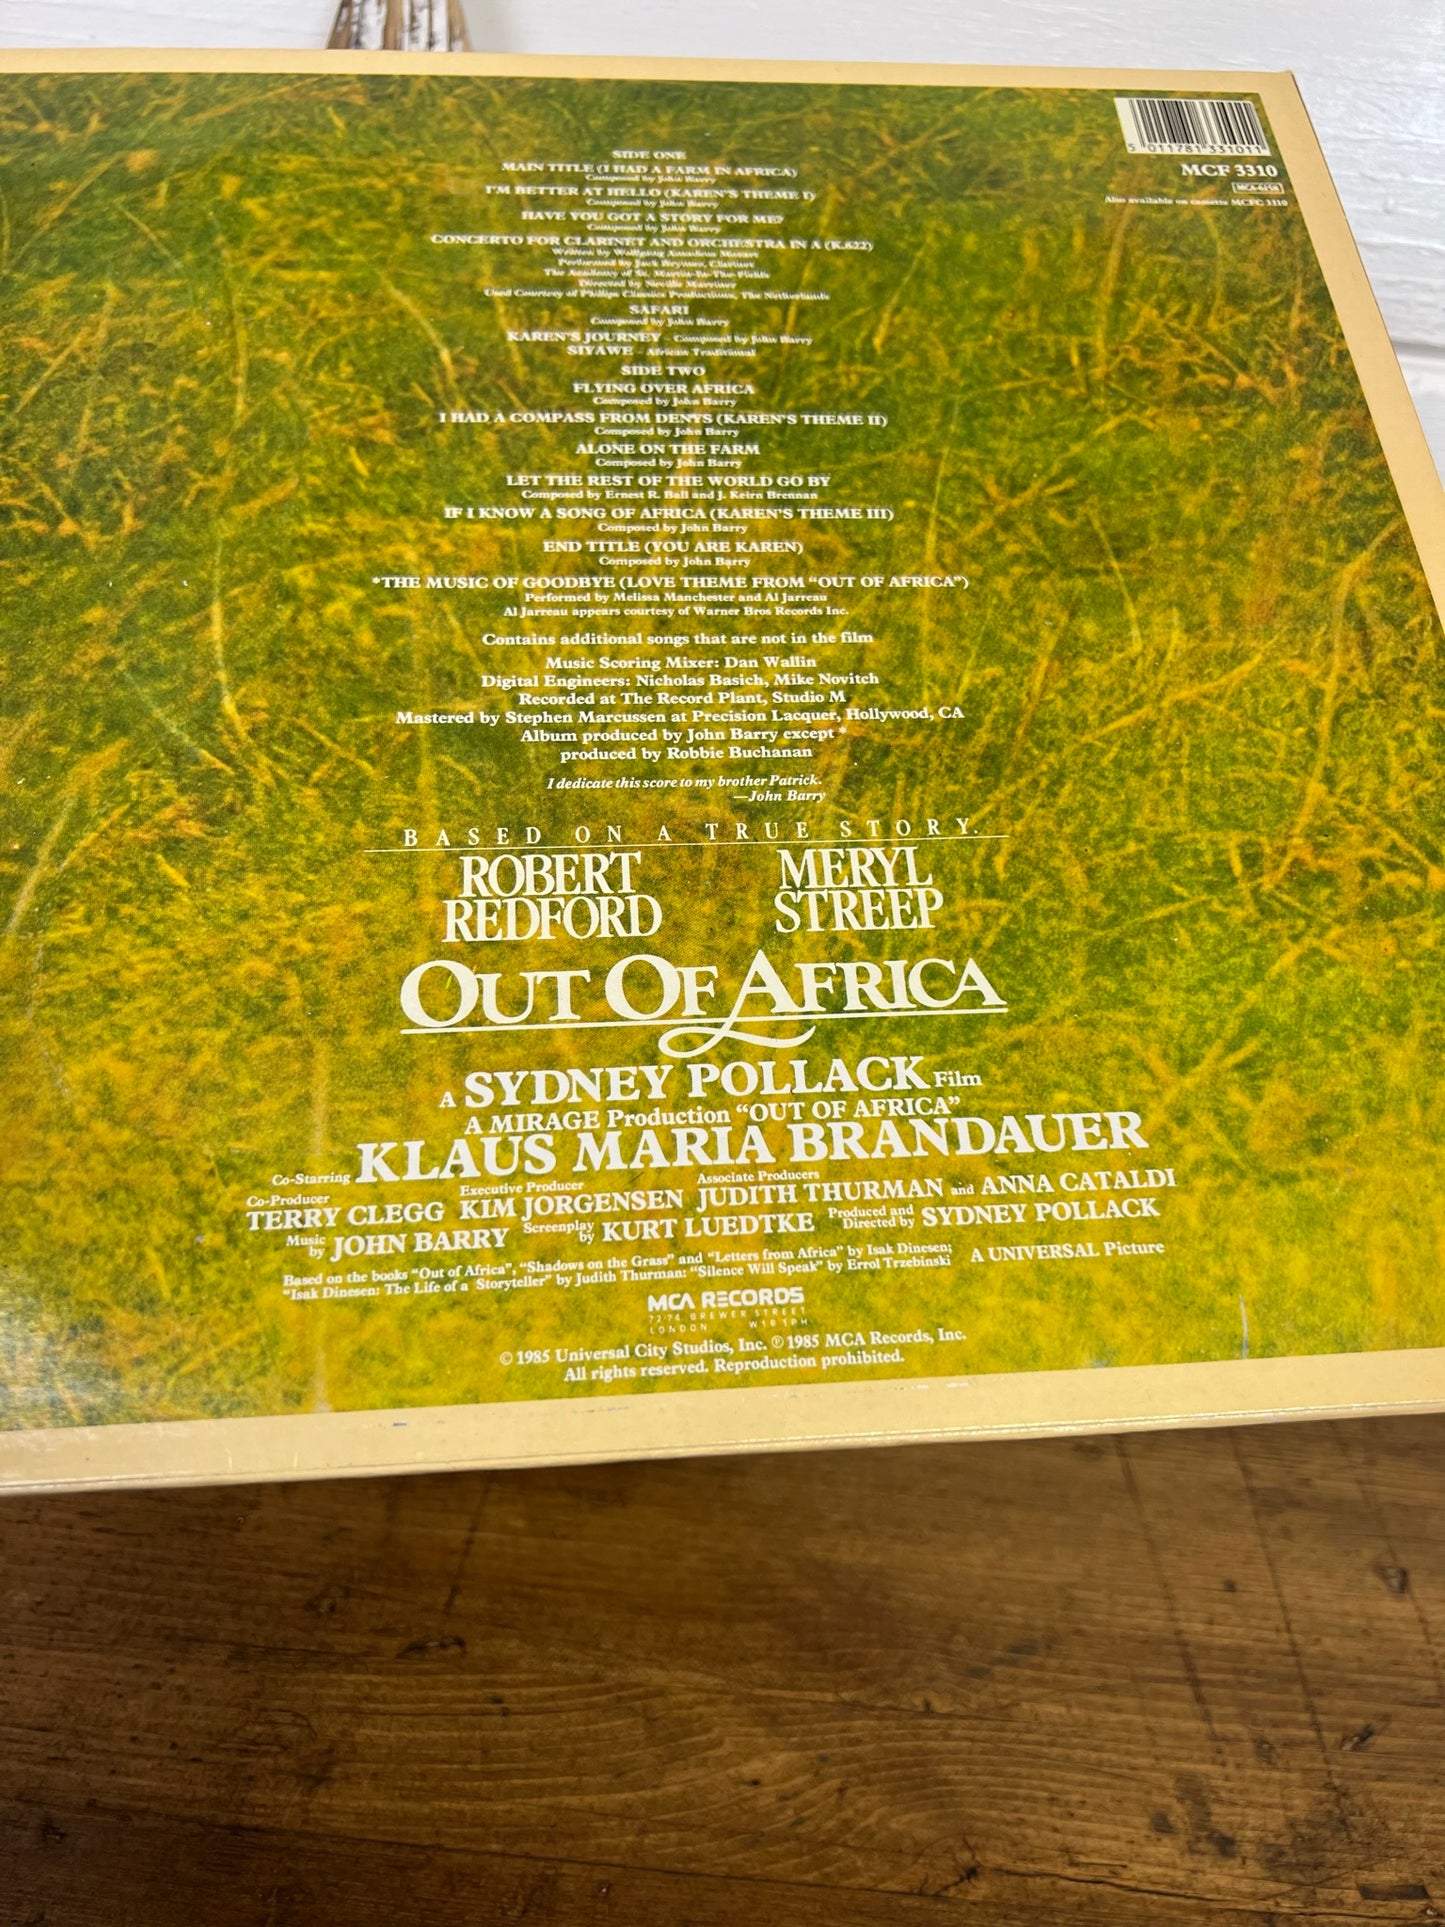 SIDE ONE
MAIN TITLE (I HAD A FARM IN AFRICA)
Composed by John Barry
I'M BETTER AT HELLO (KAREN'S THEME I)
Composed by John Barry
HAVE YOU GOT A STORY FOR ME?
Composed by John Barry
CONCERTO FOR CLARINET AND ORCHESTRA IN A (K.622)
Written by Wolfgang Amadeus Mozart
Performed by Jack Brymer, Clarinet
The Academy of St. Martin-In-The-Fields
Directed by Neville Marriner
Used Courtesy of Philips Classics Productions, The Netherlands
SAFARI
Composed by John Barry
KAREN'S JOURNEY - Composed by John Barry
SIYAWE - African Traditional
SIDE TWO
FLYING OVER AFRICA
Composed by John Barry
I HAD A COMPASS FROM DENYS (KAREN'S THEME II)
Composed by John Barry
ALONE ON THE FARM
Composed by John Barry
LET THE REST OF THE WORLD GO BY
Composed by Ernest R. Ball and J. Keirn Brennan
IF I KNOW A SONG OF AFRICA (KAREN'S THEME III)
Composed by John Barry
END TITLE (YOU ARE KAREN)
Composed by John Barry
*THE MUSIC OF GOODBYE (LOVE THEME FROM “OUT OF AFRICA”)
Performed by Melissa Manchester and Al Jarreau
Al Jarreau appears courtesy of Warner Bros Records Inc.
Contains additional songs that are not in the film
Music Scoring Mixer: Dan Wallin
Digital Engineers: Nicholas Basich, Mike Novitch
Recorded at The Record Plant, Studio M
Mastered by Stephen Marcussen at Precision Lacquer, Hollywood, CA
Album produced by John Barry except *
produced by Robbie Buchanan
I dedicate this score to my brother Patrick.
—John Barry
5 011781 331011
MCF 3310
MCA-6158
Also available on cassette MCFC 3310
BASED ON A TRUE STORY.
ROBERT REDFORD
MERYL STREEP
OUT OF AFRICA
A SYDNEY POLLACK Film
A MIRAGE Production “OUT OF AFRICA”
Co-Starring KLAUS MARIA BRANDAUER
Co-Producer TERRY CLEGG Executive Producer KIM JORGENSEN Associate Producers JUDITH THURMAN and ANNA CATALDI
Music by JOHN BARRY Screenplay by KURT LUEDTKE Produced and Directed by SYDNEY POLLACK
Based on the books “Out of Africa”, “Shadows on the Grass” and “Letters from Africa” by Isak Dinesen;
“Isak Dinesen: The Life of a Storyteller” by Judith Thurman: “Silence Will Speak” by Errol Trzebinski
A UNIVERSAL Picture
MCA RECORDS
72-74 BREWER STREET
LONDON W1R 3PH
© 1985 Universal City Studios, Inc. ℗ 1985 MCA Records, Inc.
All rights reserved. Reproduction prohibited.